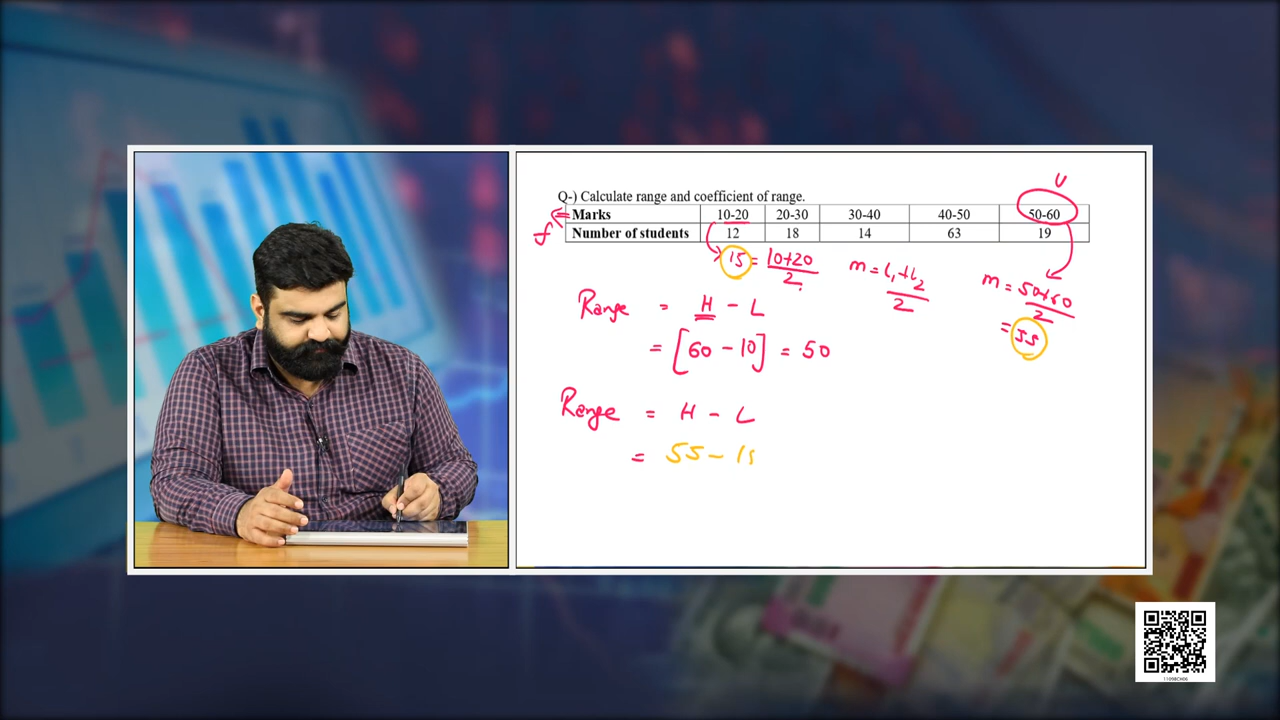 U
Q-) Calculate range and coefficient of range.
Marks 10-20 20-30 30-40 40-50 50-60
f Number of students 12 18 14 63 19
15 = 10+20/2 m = l₁+l₂/2 m = 50+60/2
= 55
Range = H - L
= [60 - 10] = 50
Range = H - L
= 55 - 15
1109BCH06